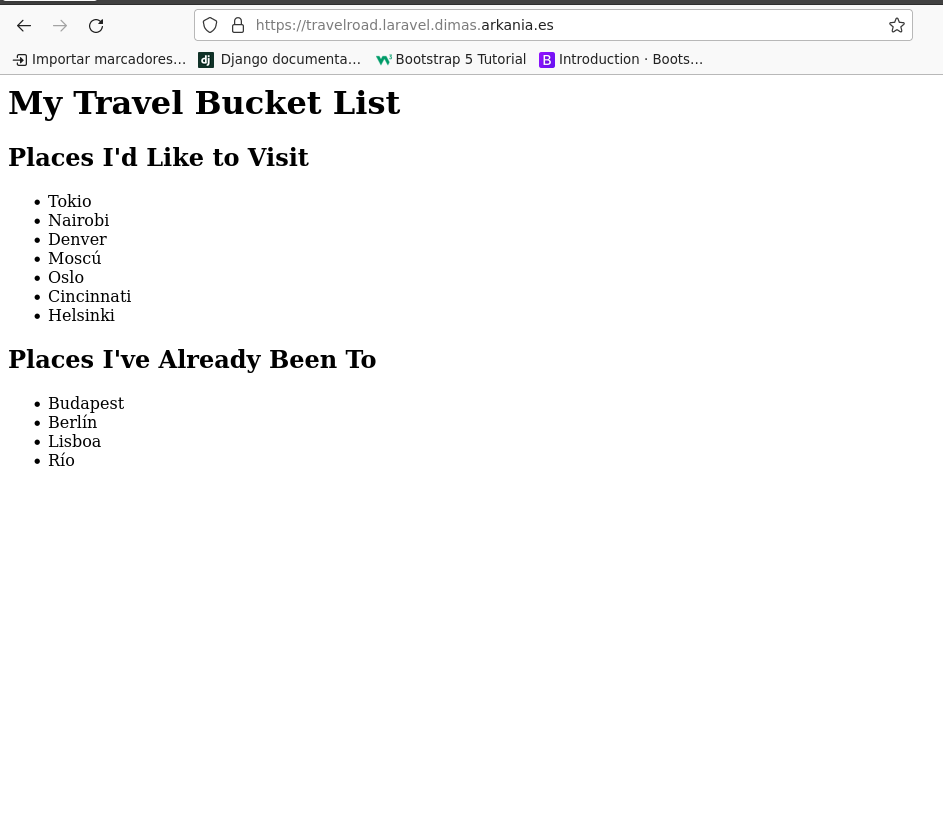 https://travelroad.laravel.dimas.arkania.es
Importar marcadores… dj Django documenta… Bootstrap 5 Tutorial B Introduction · Boots…
My Travel Bucket List
Places I'd Like to Visit
• Tokio
• Nairobi
• Denver
• Moscú
• Oslo
• Cincinnati
• Helsinki
Places I've Already Been To
• Budapest
• Berlín
• Lisboa
• Río